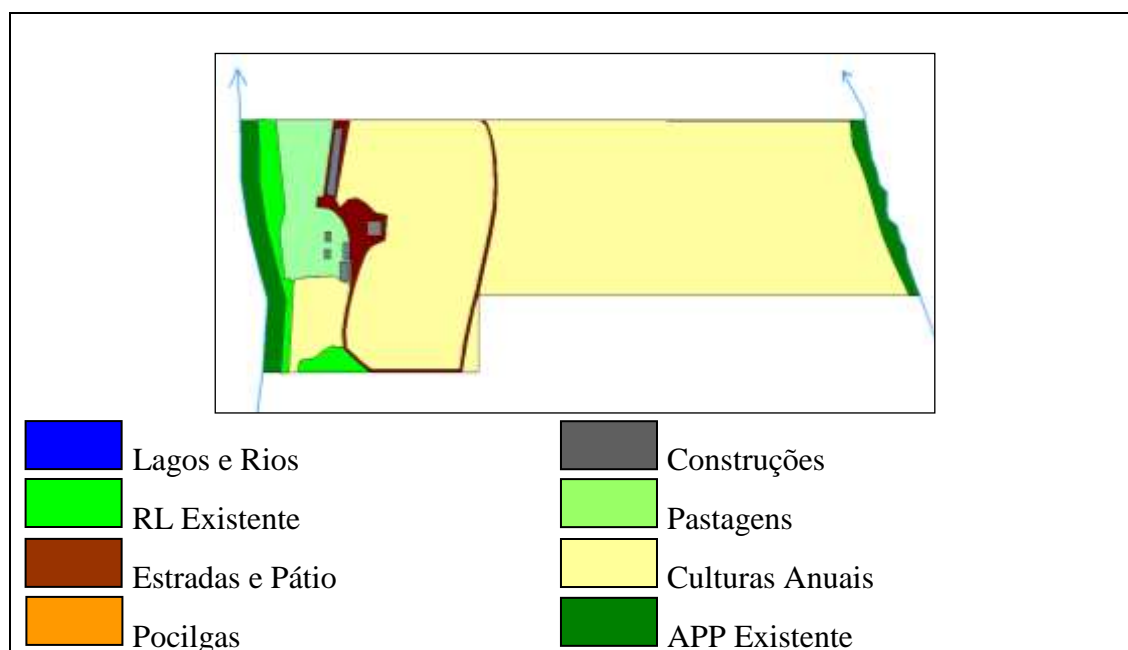 Lagos e Rios
Construções
RL Existente
Pastagens
Estradas e Pátio
Culturas Anuais
Pocilgas
APP Existente